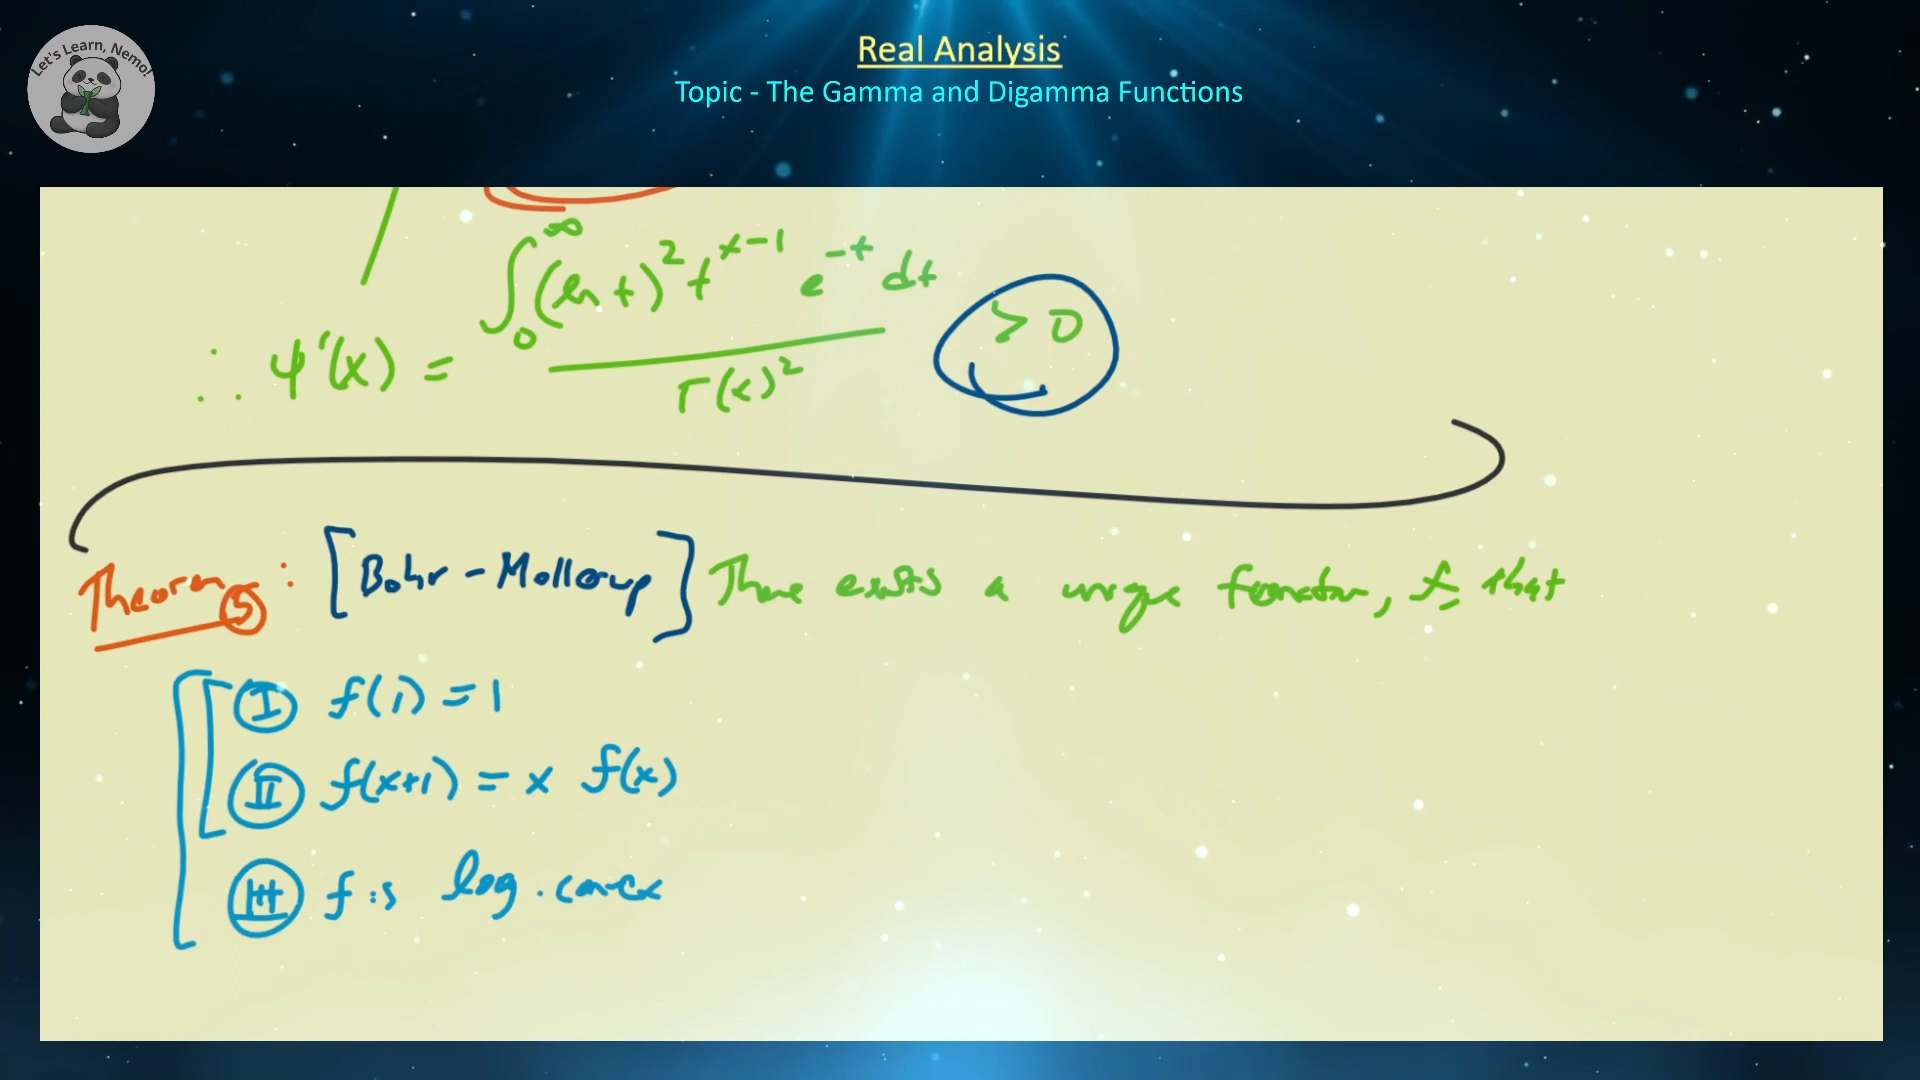 Let's Learn, Nemo!
Real Analysis
Topic - The Gamma and Digamma Functions
∫₀^∞ (ln t)² t^(x-1) e^(-t) dt
∴ ψ'(x) = ――― > 0
Γ(x)²
Theorem 5 : [Bohr - Mollerup] There exists a unique function, f that
I f(1) = 1
II f(x+1) = x f(x)
III f is log. convex